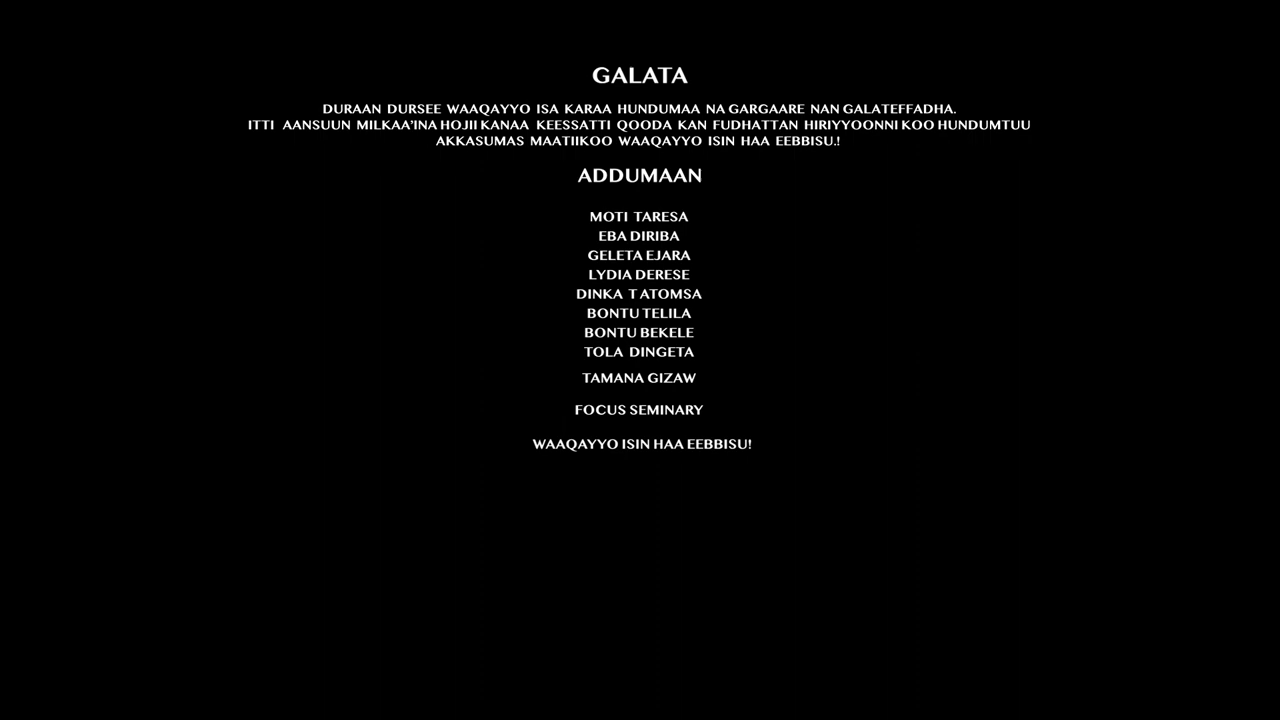 GALATA
DURAAN DURSEE WAAQAYYO ISA KARAA HUNDUMAA NA GARGAARE NAN GALATEFFADHA.
ITTI AANSUUN MILKAA'INA HOJII KANAA KEESSATTI QOODA KAN FUDHATTAN HIRIYYOONNI KOO HUNDUMTUU
AKKASUMAS MAATIIKOO WAAQAYYO ISIN HAA EEBBISU.!
ADDUMAAN
MOTI TARESA
EBA DIRIBA
GELETA EJARA
LYDIA DERESE
DINKA T ATOMSA
BONTU TELILA
BONTU BEKELE
TOLA DINGETA
TAMANA GIZAW
FOCUS SEMINARY
WAAQAYYO ISIN HAA EEBBISU!